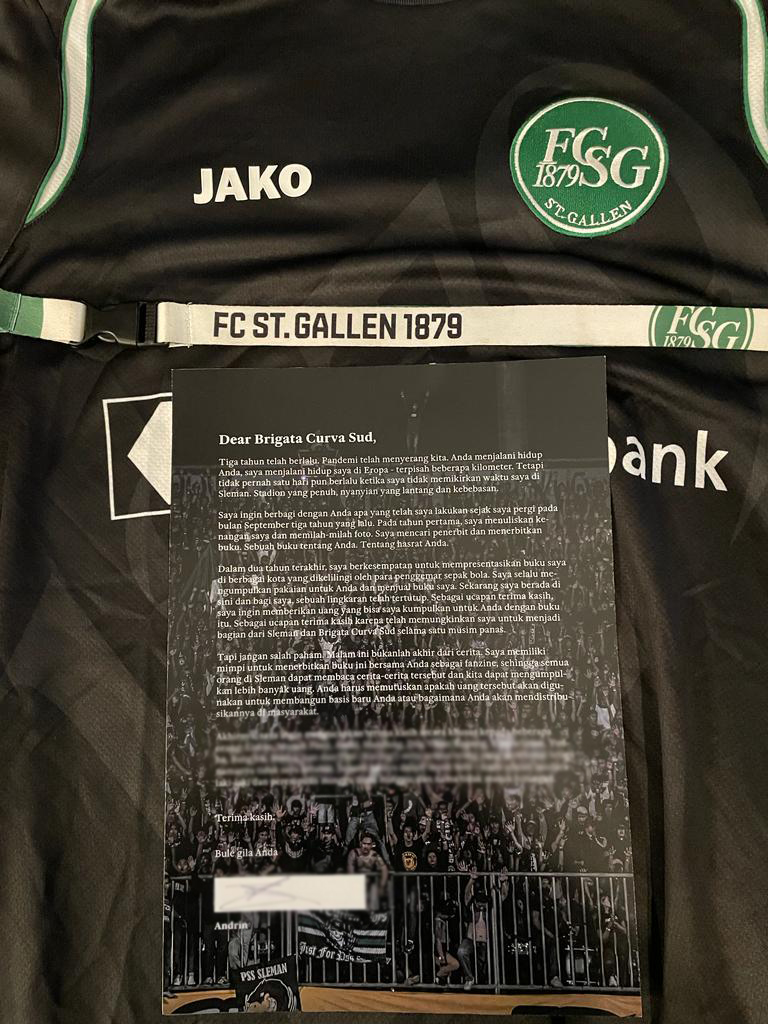 JAKO
FCSG
1879
ST. GALLEN
FC ST. GALLEN 1879
FCSG
1879
bank
Dear Brigata Curva Sud,
Tiga tahun telah berlalu. Pandemi telah menyerang kita. Anda menjalani hidup
Anda, saya menjalani hidup saya di Eropa - terpisah beberapa kilometer. Tetapi
tidak pernah satu hari pun berlalu ketika saya tidak memikirkan waktu saya di
Sleman. Stadion yang penuh, nyanyian yang lantang dan kebebasan.
Saya ingin berbagi dengan Anda apa yang telah saya lakukan sejak saya pergi pada
bulan September tiga tahun yang lalu. Pada tahun pertama, saya menuliskan ke-
nangan saya dan memilah-milah foto. Saya mencari penerbit dan menerbitkan
buku. Sebuah buku tentang Anda. Tentang hasrat Anda.
Dalam dua tahun terakhir, saya berkesempatan untuk mempresentasikan buku saya
di berbagai kota yang dikelilingi oleh para penggemar sepak bola. Saya selalu me-
ngumpulkan pakaian untuk Anda dan menjual buku saya. Sekarang saya berada di
sini dan bagi saya, sebuah lingkaran telah tertutup. Sebagai ucapan terima kasih,
saya ingin memberikan uang yang bisa saya kumpulkan untuk Anda dengan buku
itu. Sebagai ucapan terima kasih karena telah memungkinkan saya untuk menjadi
bagian dari Sleman dan Brigata Curva Sud selama satu musim panas.
Tapi jangan salah paham. Malam ini bukanlah akhir dari cerita. Saya memiliki
mimpi untuk menerbitkan buku ini bersama Anda sebagai fanzine, sehingga semua
orang di Sleman dapat membaca cerita-cerita tersebut dan kita dapat mengumpul-
kan lebih banyak uang. Anda harus memutuskan apakah uang tersebut akan digu-
nakan untuk membangun basis baru Anda atau bagaimana Anda akan mendistribu
sikannya di masyarakat.
Terima kasih.
Bule gila Anda
Andrin
Just For Pss
PSS SLEMAN